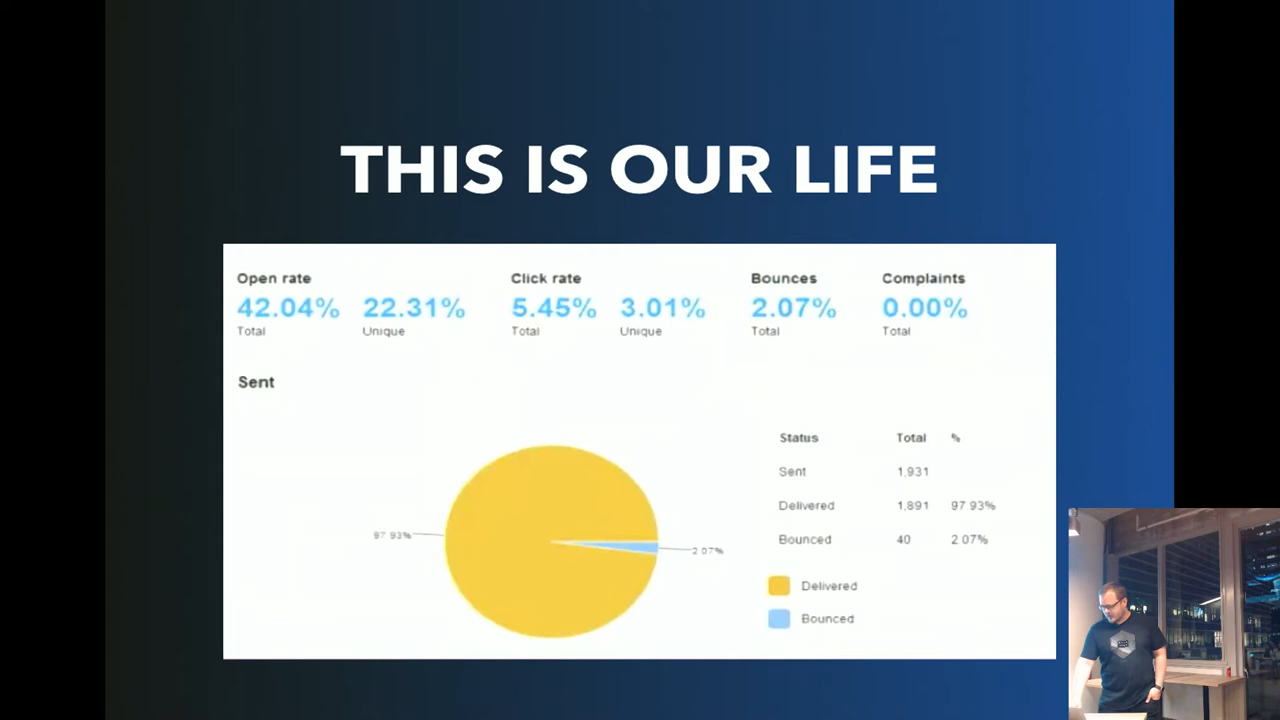 THIS IS OUR LIFE
Open rate Click rate Bounces Complaints
42.04% 22.31% 5.45% 3.01% 2.07% 0.00%
Total Unique Total Unique Total Total
Sent
Status Total %
Sent 1,931
Delivered 1,891 97.93%
Bounced 40 2.07%
97.93%
2.07%
Delivered
Bounced